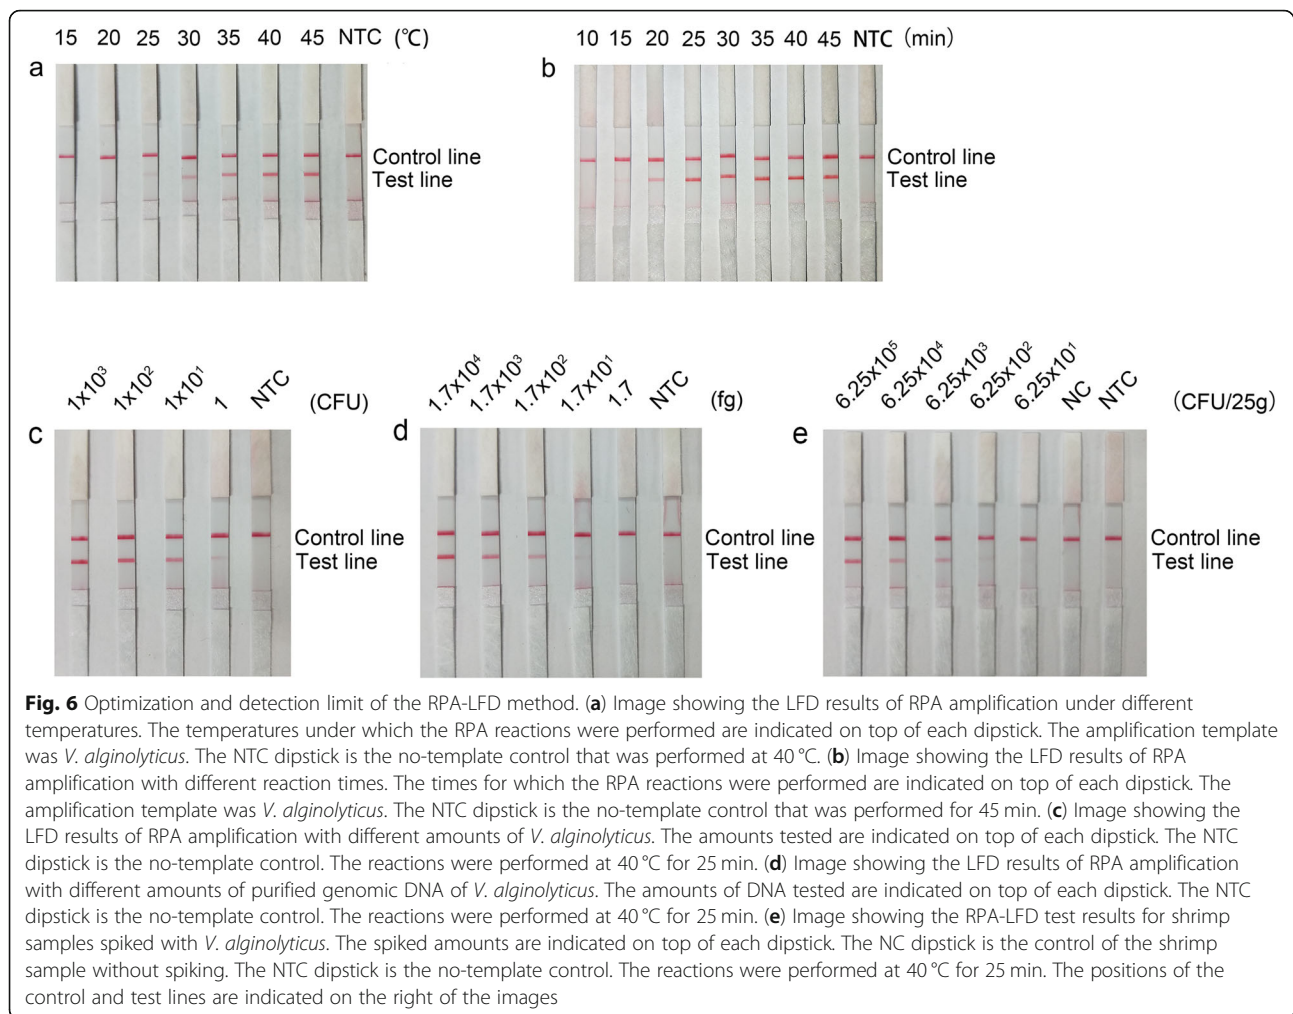 15 20 25 30 35 40 45 NTC (℃)
a
Control line
Test line
10 15 20 25 30 35 40 45 NTC (min)
b
Control line
Test line
1x10³ 1x10² 1x10¹ 1 NTC (CFU)
c
Control line
Test line
1.7x10⁴ 1.7x10³ 1.7x10² 1.7x10¹ 1.7 NTC (fg)
d
Control line
Test line
6.25x10⁵ 6.25x10⁴ 6.25x10³ 6.25x10² 6.25x10¹ NC NTC (CFU/25g)
e
Control line
Test line
Fig. 6 Optimization and detection limit of the RPA-LFD method. (a) Image showing the LFD results of RPA amplification under different
temperatures. The temperatures under which the RPA reactions were performed are indicated on top of each dipstick. The amplification template
was V. alginolyticus. The NTC dipstick is the no-template control that was performed at 40 °C. (b) Image showing the LFD results of RPA
amplification with different reaction times. The times for which the RPA reactions were performed are indicated on top of each dipstick. The
amplification template was V. alginolyticus. The NTC dipstick is the no-template control that was performed for 45 min. (c) Image showing the
LFD results of RPA amplification with different amounts of V. alginolyticus. The amounts tested are indicated on top of each dipstick. The NTC
dipstick is the no-template control. The reactions were performed at 40 °C for 25 min. (d) Image showing the LFD results of RPA amplification
with different amounts of purified genomic DNA of V. alginolyticus. The amounts of DNA tested are indicated on top of each dipstick. The NTC
dipstick is the no-template control. The reactions were performed at 40 °C for 25 min. (e) Image showing the RPA-LFD test results for shrimp
samples spiked with V. alginolyticus. The spiked amounts are indicated on top of each dipstick. The NC dipstick is the control of the shrimp
sample without spiking. The NTC dipstick is the no-template control. The reactions were performed at 40 °C for 25 min. The positions of the
control and test lines are indicated on the right of the images